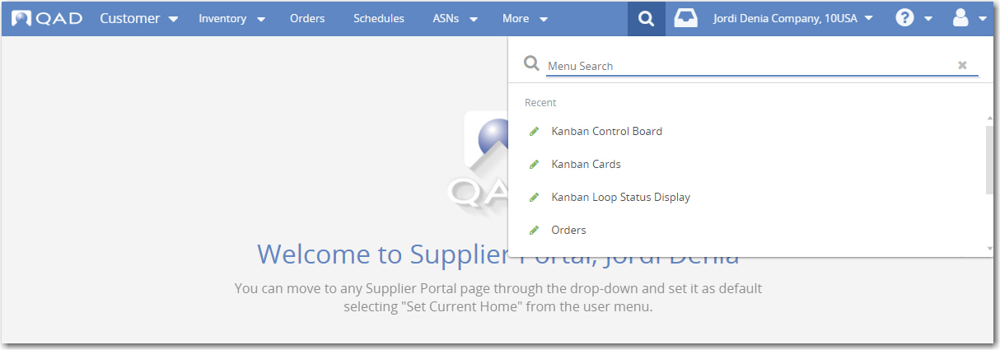 QAD Customer Inventory Orders Schedules ASNs More Jordi Denia Company, 10USA ?
Menu Search
Recent
Kanban Control Board
Kanban Cards
Kanban Loop Status Display
Orders
QA
Welcome to Supplier Portal, Jordi Denia
You can move to any Supplier Portal page through the drop-down and set it as default
selecting "Set Current Home" from the user menu.